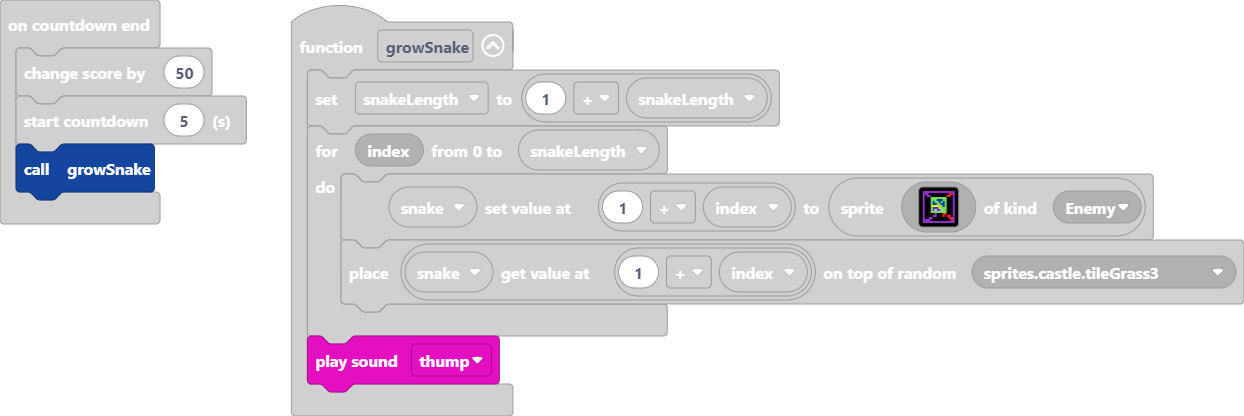 on countdown end
change score by 50
start countdown 5 (s)
call growSnake
function growSnake
set snakeLength to 1 + snakeLength
for index from 0 to snakeLength
do
snake set value at 1 + index to sprite of kind Enemy
place snake get value at 1 + index on top of random sprites.castle.tileGrass3
play sound thump